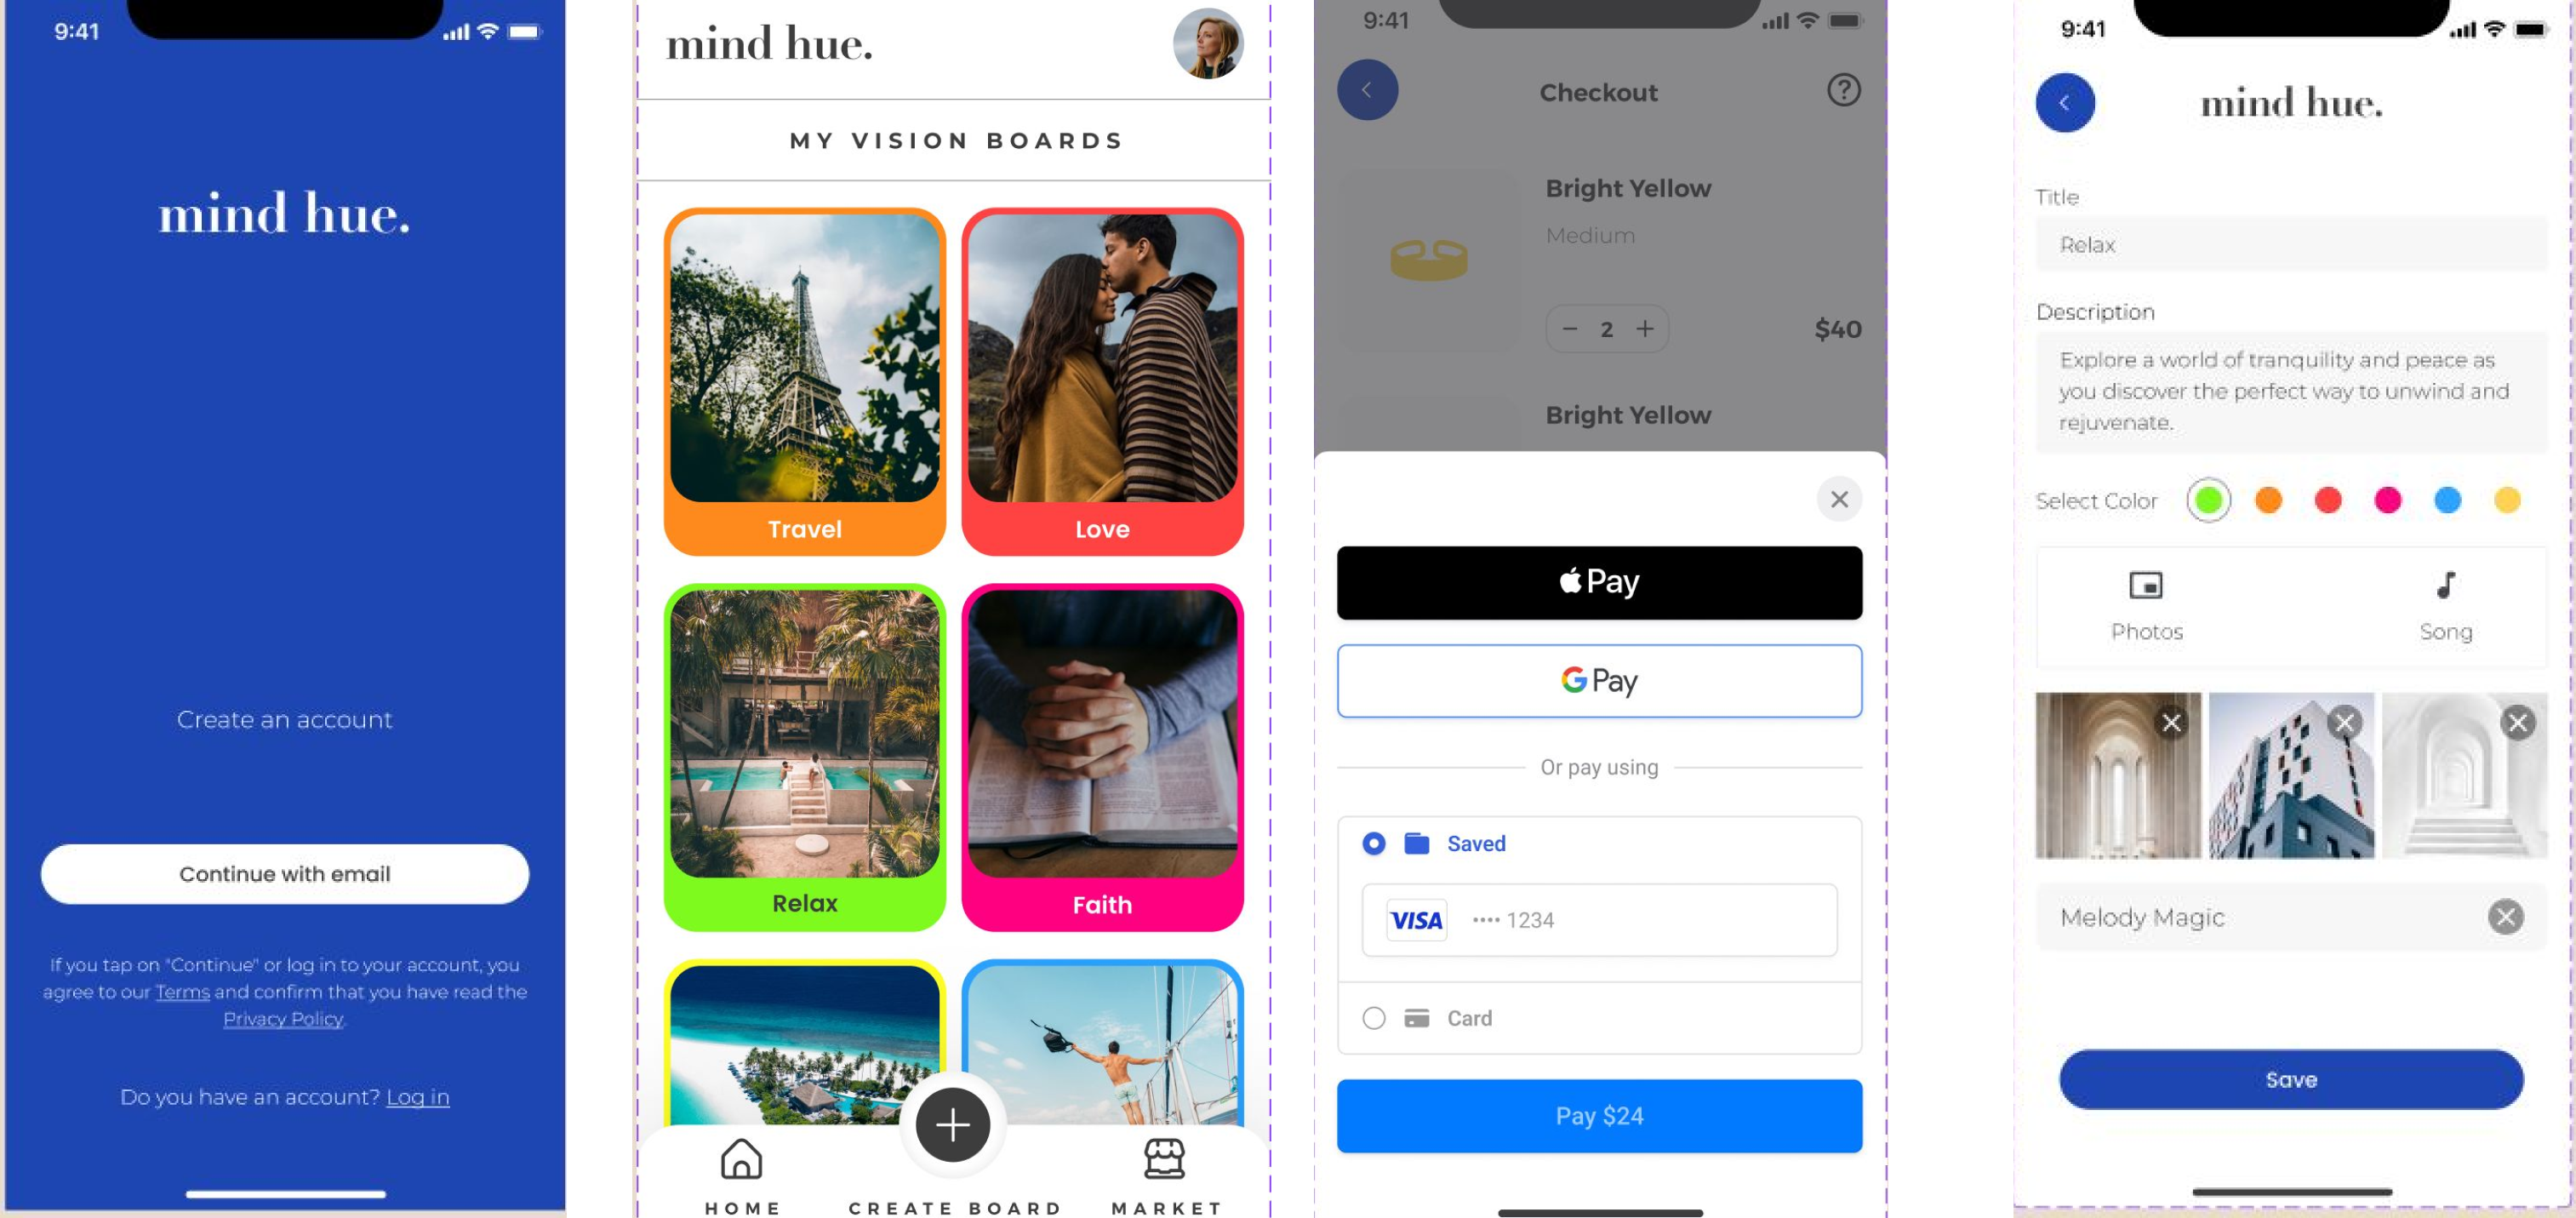 9:41
mind hue.
Create an account
Continue with email
If you tap on "Continue" or log in to your account, you
agree to our Terms and confirm that you have read the
Privacy Policy.
Do you have an account? Log in
mind hue.
MY VISION BOARDS
Travel
Love
Relax
Faith
HOME
CREATE BOARD
MARKET
9:41
Checkout
Bright Yellow
Medium
2
$40
Bright Yellow
Pay
G Pay
Or pay using
Saved
VISA •••• 1234
Card
Pay $24
9:41
mind hue.
Title
Relax
Description
Explore a world of tranquility and peace as
you discover the perfect way to unwind and
rejuvenate.
Select Color
Photos
Song
Melody Magic
Save